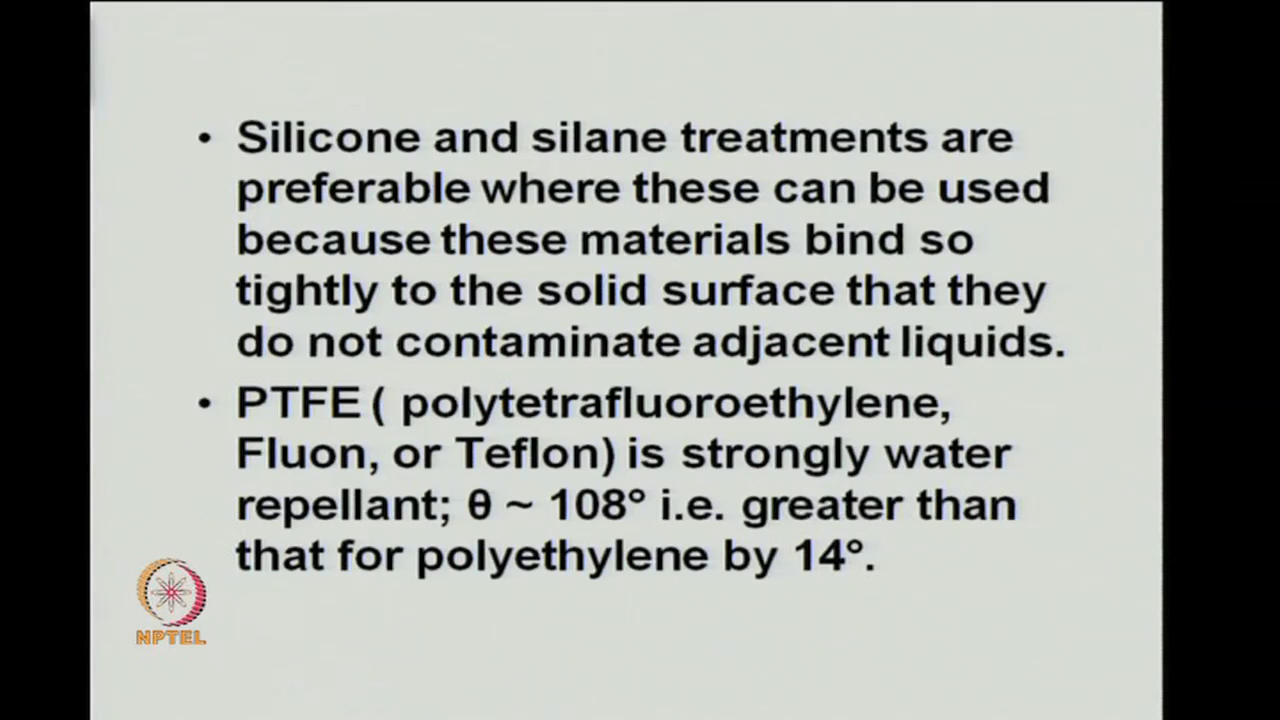 • Silicone and silane treatments are
preferable where these can be used
because these materials bind so
tightly to the solid surface that they
do not contaminate adjacent liquids.
• PTFE ( polytetrafluoroethylene,
Fluon, or Teflon) is strongly water
repellant; θ ~ 108° i.e. greater than
that for polyethylene by 14°.
NPTEL